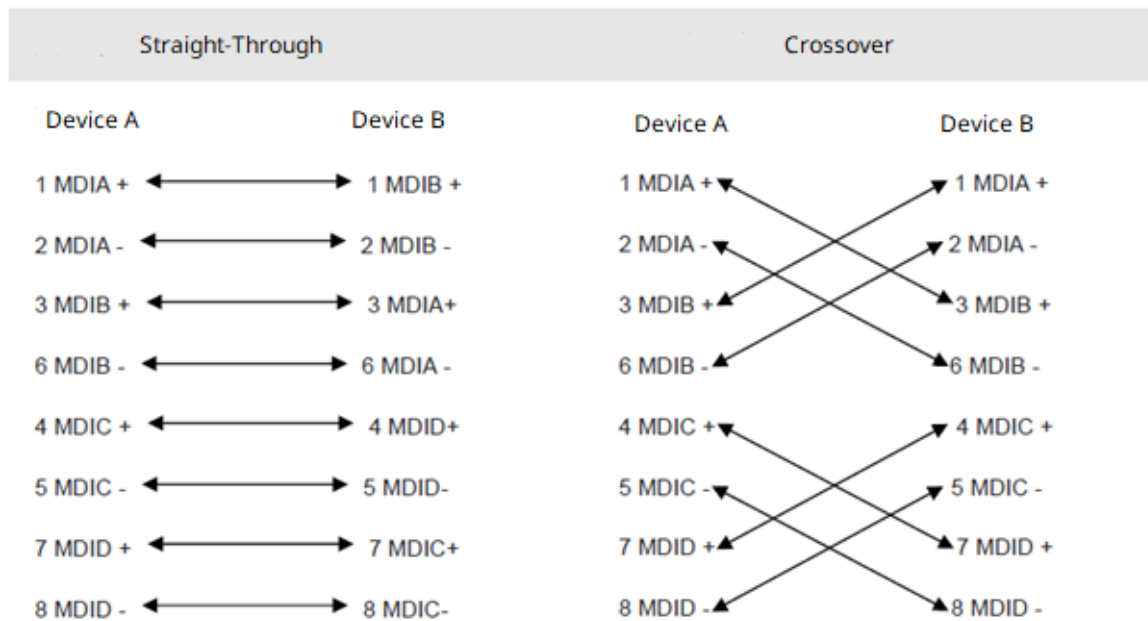 Straight-Through Crossover
Device A Device B Device A Device B
1 MDIA + 1 MDIB + 1 MDIA + 1 MDIA +
2 MDIA - 2 MDIB - 2 MDIA - 2 MDIA -
3 MDIB + 3 MDIA+ 3 MDIB + 3 MDIB +
6 MDIB - 6 MDIA - 6 MDIB - 6 MDIB -
4 MDIC + 4 MDID+ 4 MDIC + 4 MDIC +
5 MDIC - 5 MDID- 5 MDIC - 5 MDIC -
7 MDID + 7 MDIC+ 7 MDID + 7 MDID +
8 MDID - 8 MDIC- 8 MDID - 8 MDID -